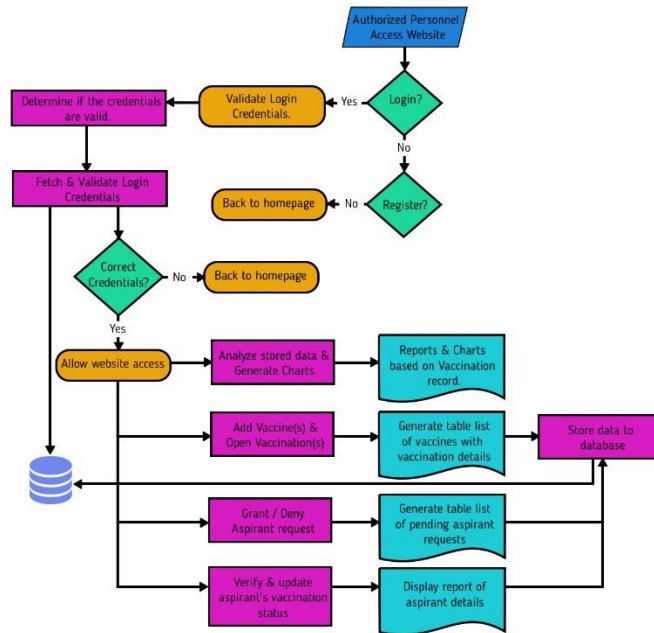 Authorized Personnel
Access Website
Login?
Yes
Validate Login
Credentials.
Determine if the credentials
are valid.
No
Fetch & Validate Login
Credentials
Register?
No
Back to homepage
Correct
Credentials?
No
Back to homepage
Yes
Allow website access
Analyze stored data &
Generate Charts.
Reports & Charts
based on Vaccination
record.
Add Vaccine(s) &
Open Vaccination(s)
Generate table list
of vaccines with
vaccination details
Store data to
database
Grant / Deny
Aspirant request
Generate table list
of pending aspirant
requests
Verify & update
aspirant's vaccination
status
Display report of
aspirant details